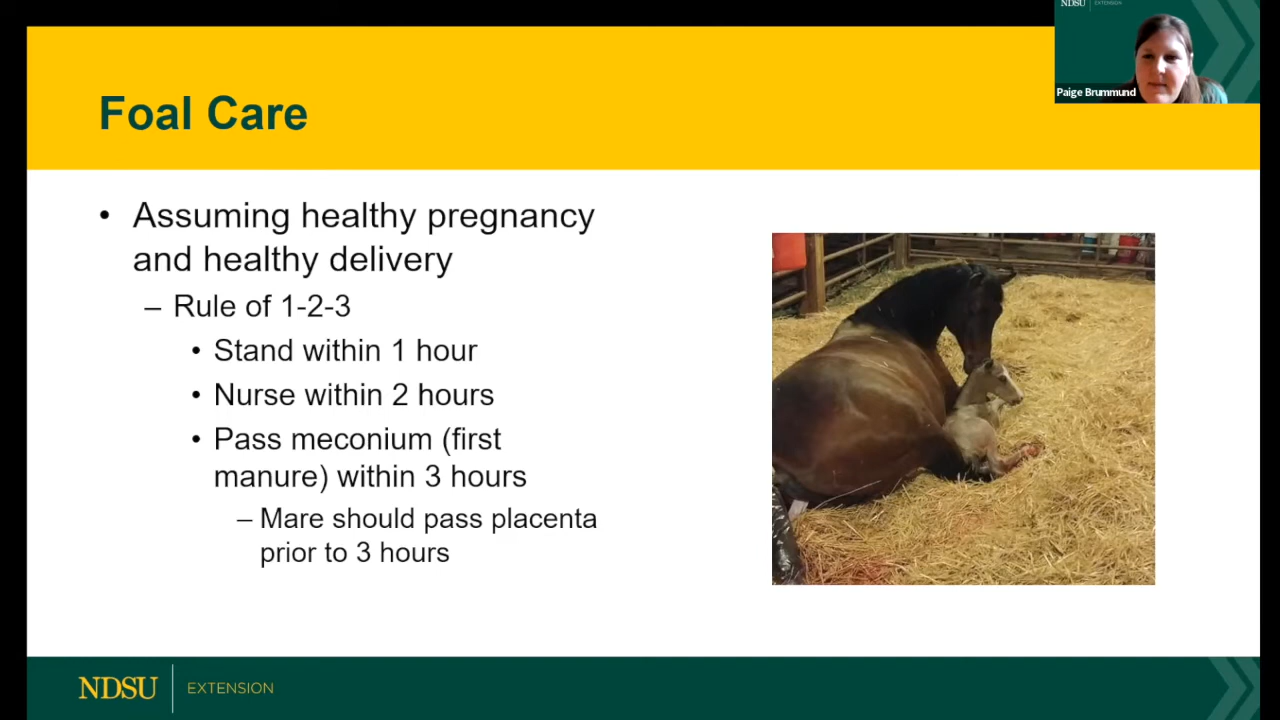 NDSU EXTENSION
Paige Brummund
Foal Care
• Assuming healthy pregnancy
and healthy delivery
– Rule of 1-2-3
• Stand within 1 hour
• Nurse within 2 hours
• Pass meconium (first
manure) within 3 hours
– Mare should pass placenta
prior to 3 hours
NDSU EXTENSION